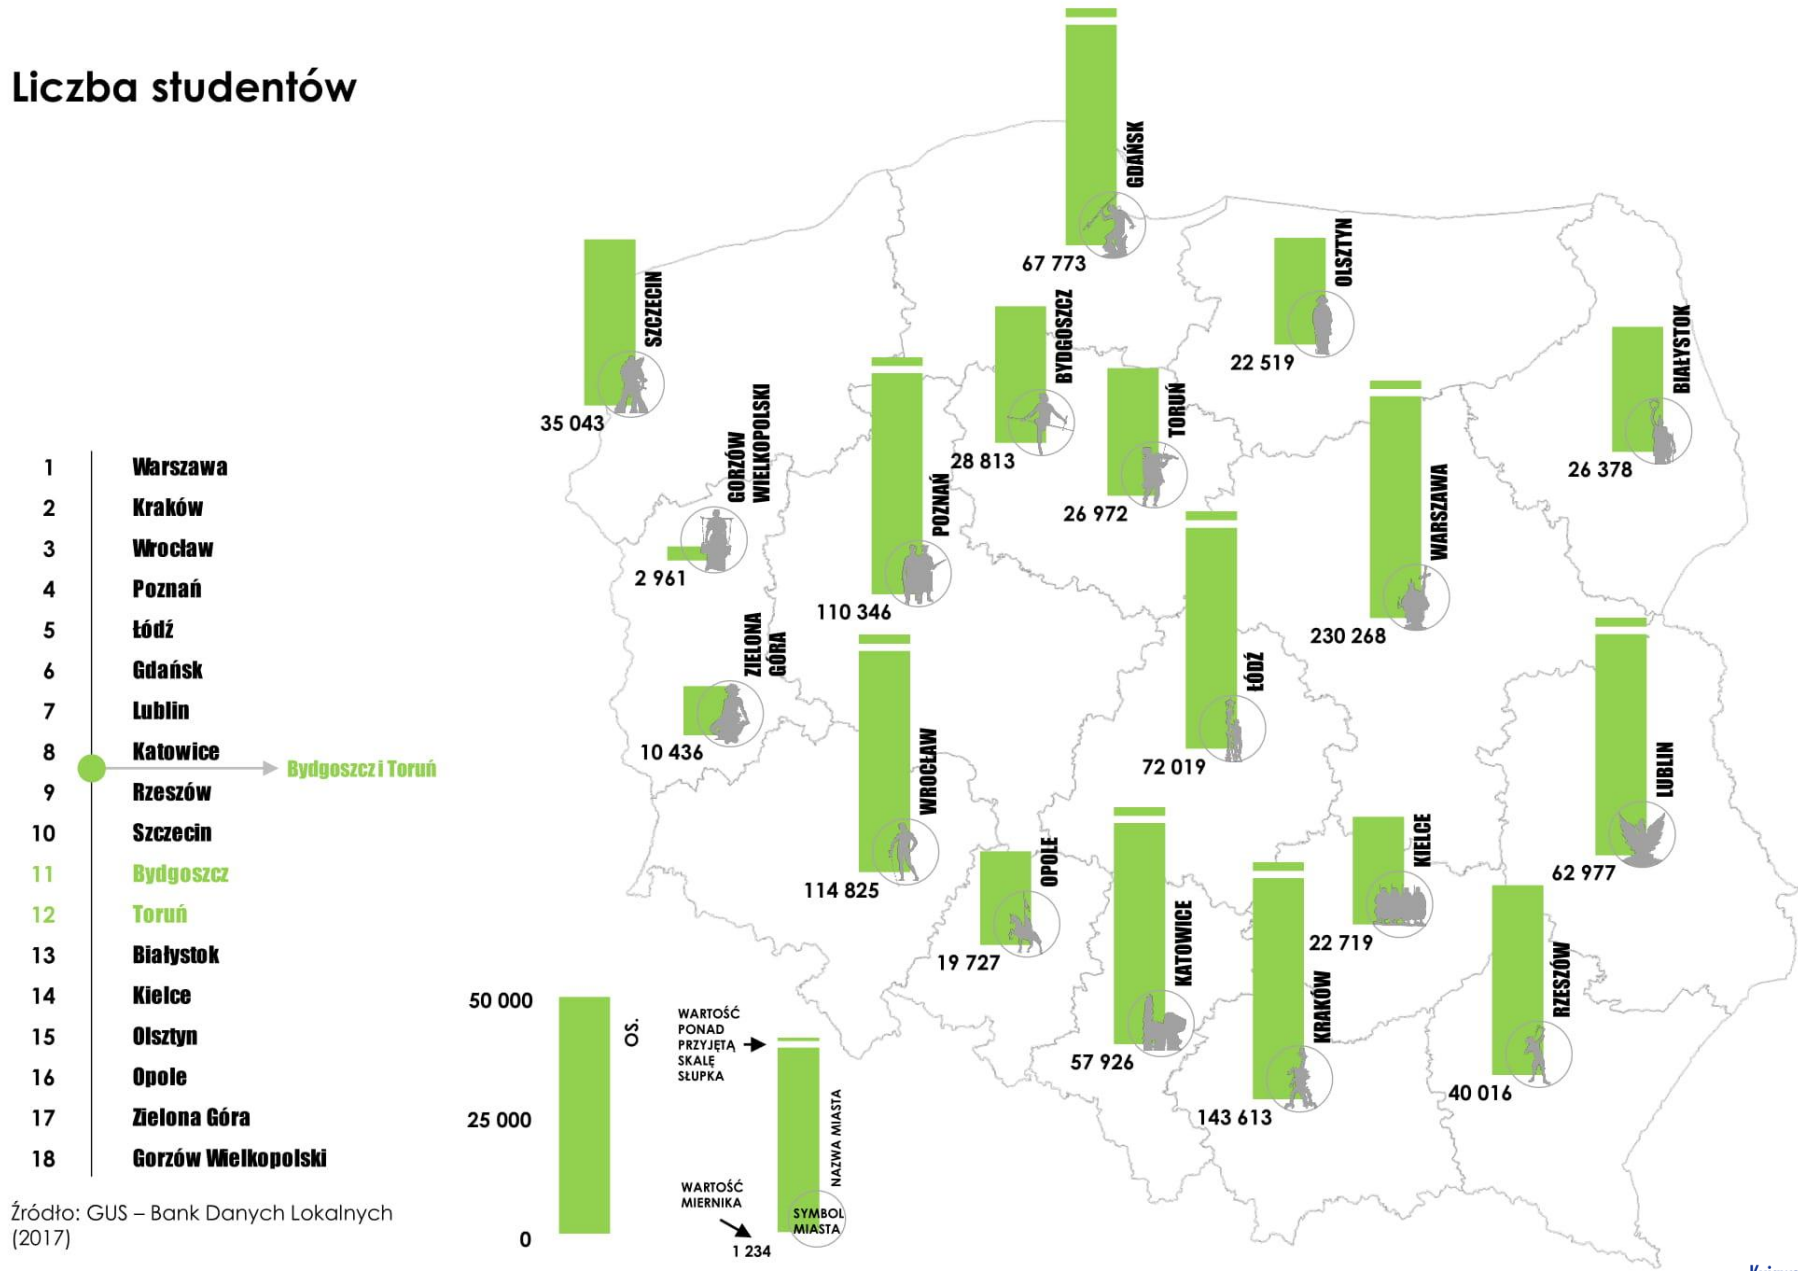 Liczba studentów
1 Warszawa
2 Kraków
3 Wrocław
4 Poznań
5 Łódź
6 Gdańsk
7 Lublin
8 Katowice
Bydgoszcz i Toruń
9 Rzeszów
10 Szczecin
11 Bydgoszcz
12 Toruń
13 Białystok
14 Kielce
15 Olsztyn
16 Opole
17 Zielona Góra
18 Gorzów Wielkopolski
Źródło: GUS – Bank Danych Lokalnych
(2017)
GDAŃSK
67 773
SZCZECIN
35 043
OLSZTYN
22 519
BYDGOSZCZ
28 813
TORUŃ
26 972
BIAŁYSTOK
26 378
GORZÓW
WIELKOPOLSKI
2 961
POZNAŃ
110 346
WARSZAWA
230 268
ZIELONA
GÓRA
10 436
ŁÓDŹ
72 019
WROCŁAW
114 825
LUBLIN
62 977
OPOLE
19 727
KATOWICE
57 926
KIELCE
22 719
KRAKÓW
143 613
RZESZÓW
40 016
50 000
25 000
0
OS.
WARTOŚĆ
PONAD
PRZYJĘTĄ
SKALĘ
SŁUPKA
WARTOŚĆ
MIERNIKA
1 234
NAZWA MIASTA
SYMBOL
MIASTA